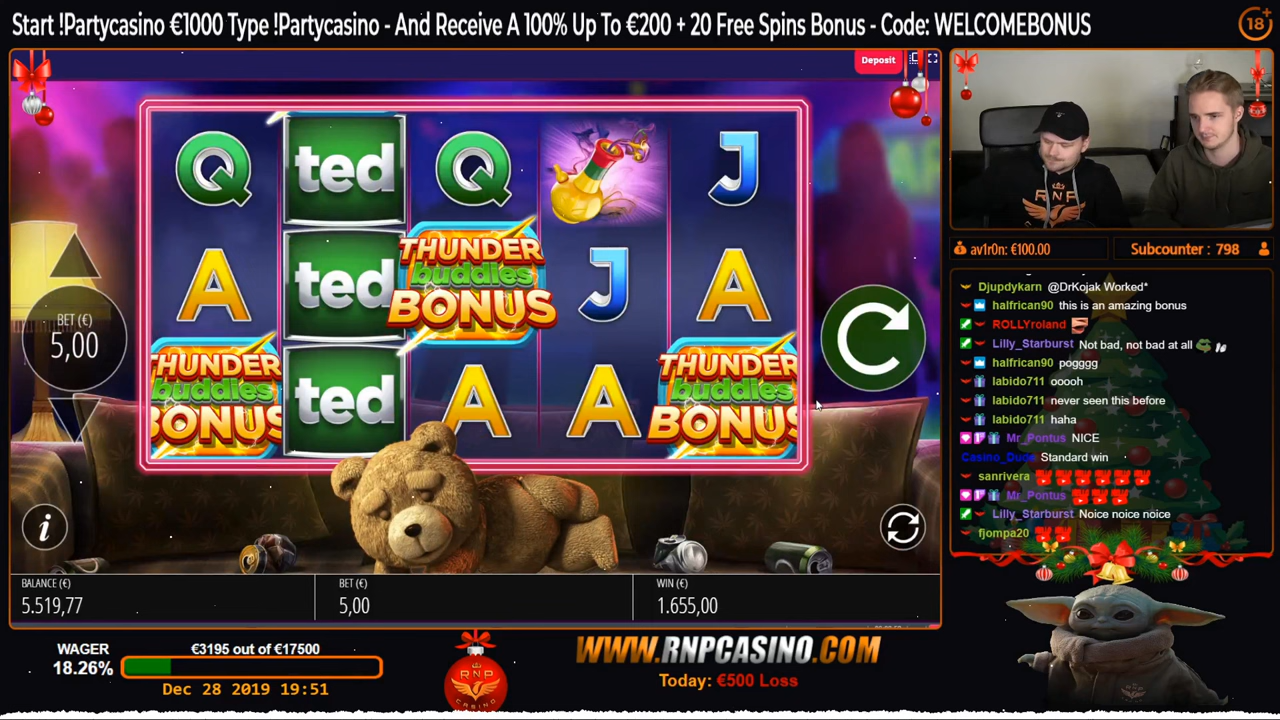 Start !Partycasino €1000 Type !Partycasino - And Receive A 100% Up To €200 + 20 Free Spins Bonus - Code: WELCOMEBONUS
18+
Deposit
Q ted Q J
A ted THUNDER buddies BONUS J A
THUNDER buddies BONUS ted A A THUNDER buddies BONUS
BET (€)
5,00
i
BALANCE (€)
5.519,77
BET (€)
5,00
WIN (€)
1.655,00
RNP
av1r0n: €100.00
Subcounter : 798
Djupdykarn @DrKojak Worked*
halfrican90 this is an amazing bonus
ROLLYroland
Lilly_Starburst Not bad, not bad at all
halfrican90 pogggg
labido711 ooooh
labido711 never seen this before
labido711 haha
Mr_Pontus NICE
Casino_Duo Standard win
sanrivera
Mr_Pontus
Lilly_Starburst Noice noice noice
fjompa20
WAGER
18.26%
€3195 out of €17500
Dec 28 2019 19:51
RNP
CASINO
WWW.RNPCASINO.COM
Today: €500 Loss